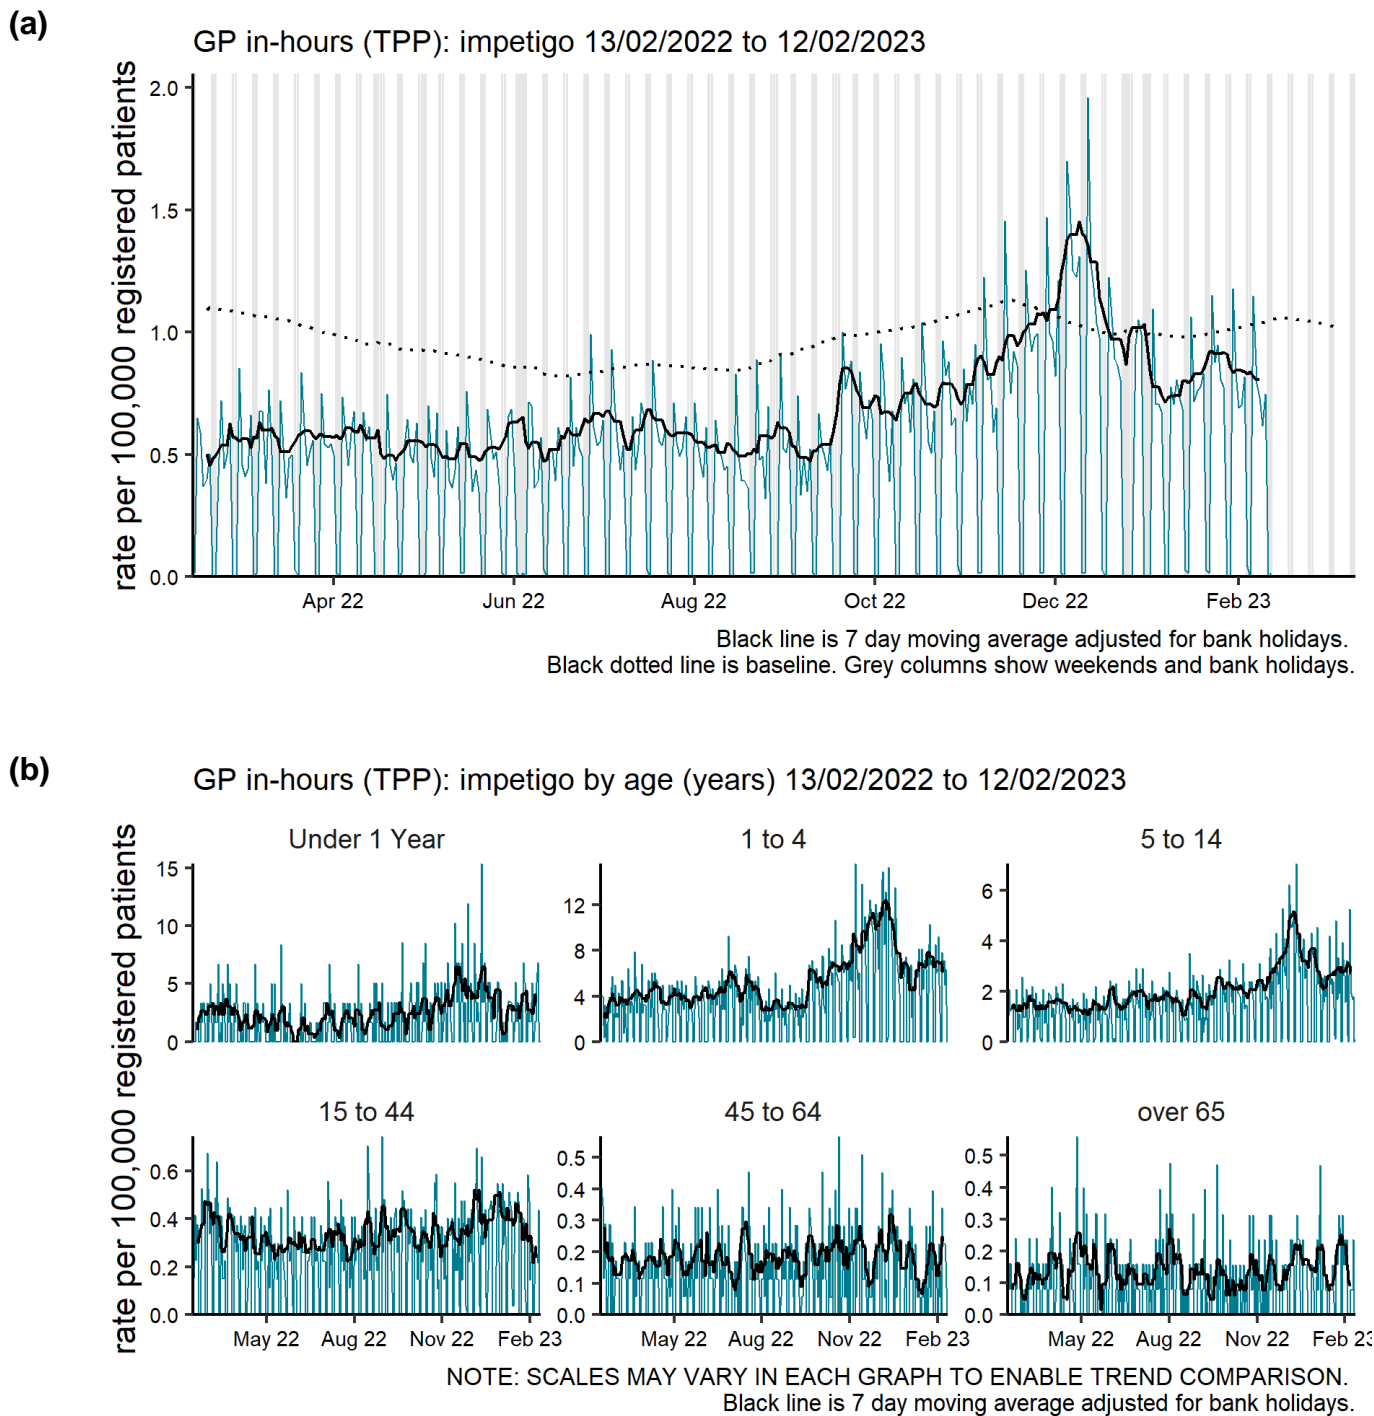 (a)
GP in-hours (TPP): impetigo 13/02/2022 to 12/02/2023
rate per 100,000 registered patients
2.0
1.5
1.0
0.5
0.0
Apr 22 Jun 22 Aug 22 Oct 22 Dec 22 Feb 23
Black line is 7 day moving average adjusted for bank holidays.
Black dotted line is baseline. Grey columns show weekends and bank holidays.
(b)
GP in-hours (TPP): impetigo by age (years) 13/02/2022 to 12/02/2023
rate per 100,000 registered patients
Under 1 Year
15
10
5
0
1 to 4
12
8
4
0
5 to 14
6
4
2
0
15 to 44
0.6
0.4
0.2
0.0
May 22 Aug 22 Nov 22 Feb 23
45 to 64
0.5
0.4
0.3
0.2
0.1
0.0
May 22 Aug 22 Nov 22 Feb 23
over 65
0.5
0.4
0.3
0.2
0.1
0.0
May 22 Aug 22 Nov 22 Feb 23
NOTE: SCALES MAY VARY IN EACH GRAPH TO ENABLE TREND COMPARISON.
Black line is 7 day moving average adjusted for bank holidays.